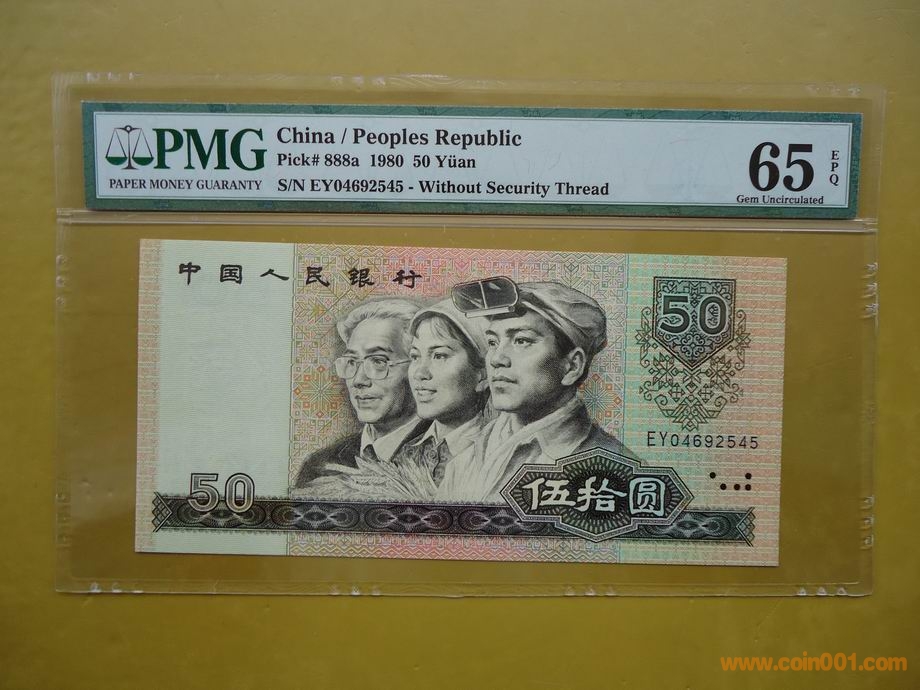 PMG
PAPER MONEY GUARANTY
China / Peoples Republic
Pick# 888a 1980 50 Yüan
S/N EY04692545 - Without Security Thread
65
EPQ
Gem Uncirculated
中国人民银行
50
EY04692545
50
伍拾圆
www.coin001.com